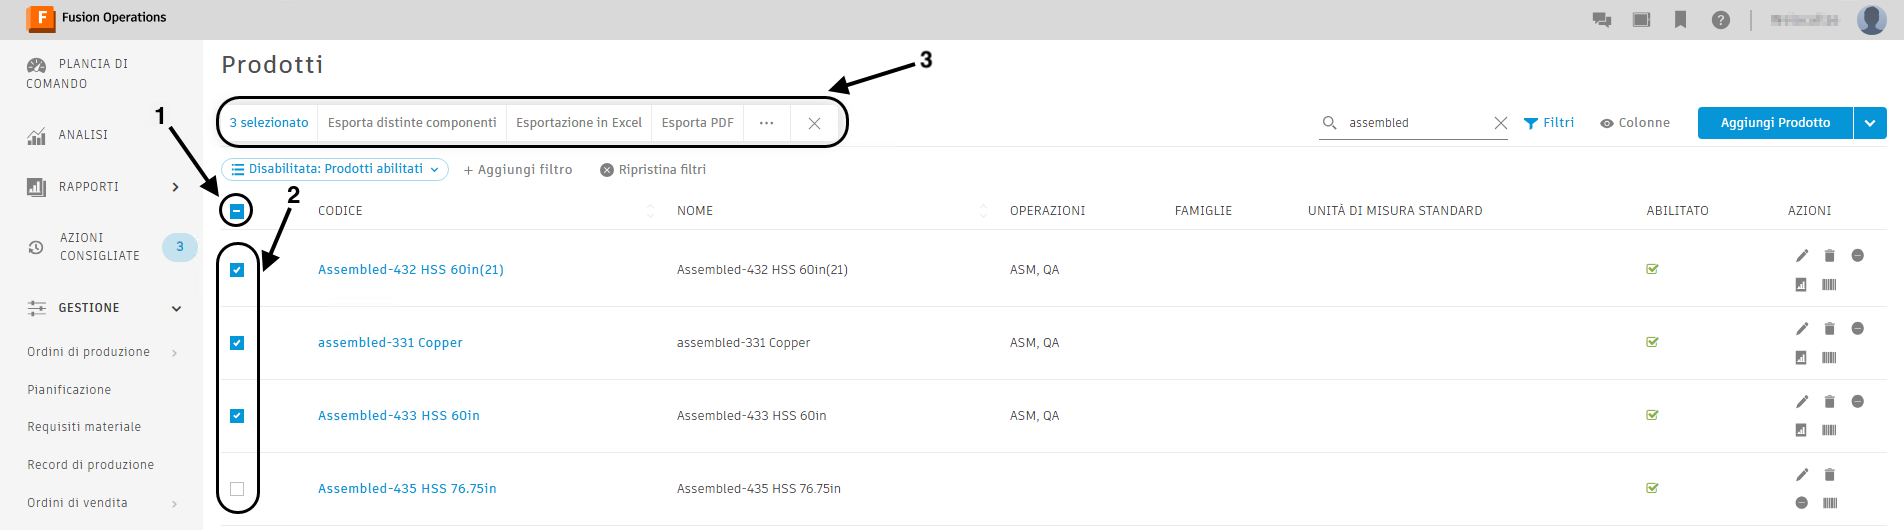 F Fusion Operations
PLANCIA DI
COMANDO
ANALISI
RAPPORTI
AZIONI
CONSIGLIATE
3
GESTIONE
Ordini di produzione
Pianificazione
Requisiti materiale
Record di produzione
Ordini di vendita
Prodotti
3
1
3 selezionato Esporta distinte componenti Esportazione in Excel Esporta PDF ...
assembled Filtri Colonne Aggiungi Prodotto
Disabilitata: Prodotti abilitati + Aggiungi filtro Ripristina filtri
2
CODICE NOME OPERAZIONI FAMIGLIE UNITÀ DI MISURA STANDARD ABILITATO AZIONI
Assembled-432 HSS 60in(21) Assembled-432 HSS 60in(21) ASM, QA
assembled-331 Copper assembled-331 Copper ASM, QA
Assembled-433 HSS 60in Assembled-433 HSS 60in ASM, QA
Assembled-435 HSS 76.75in Assembled-435 HSS 76.75in